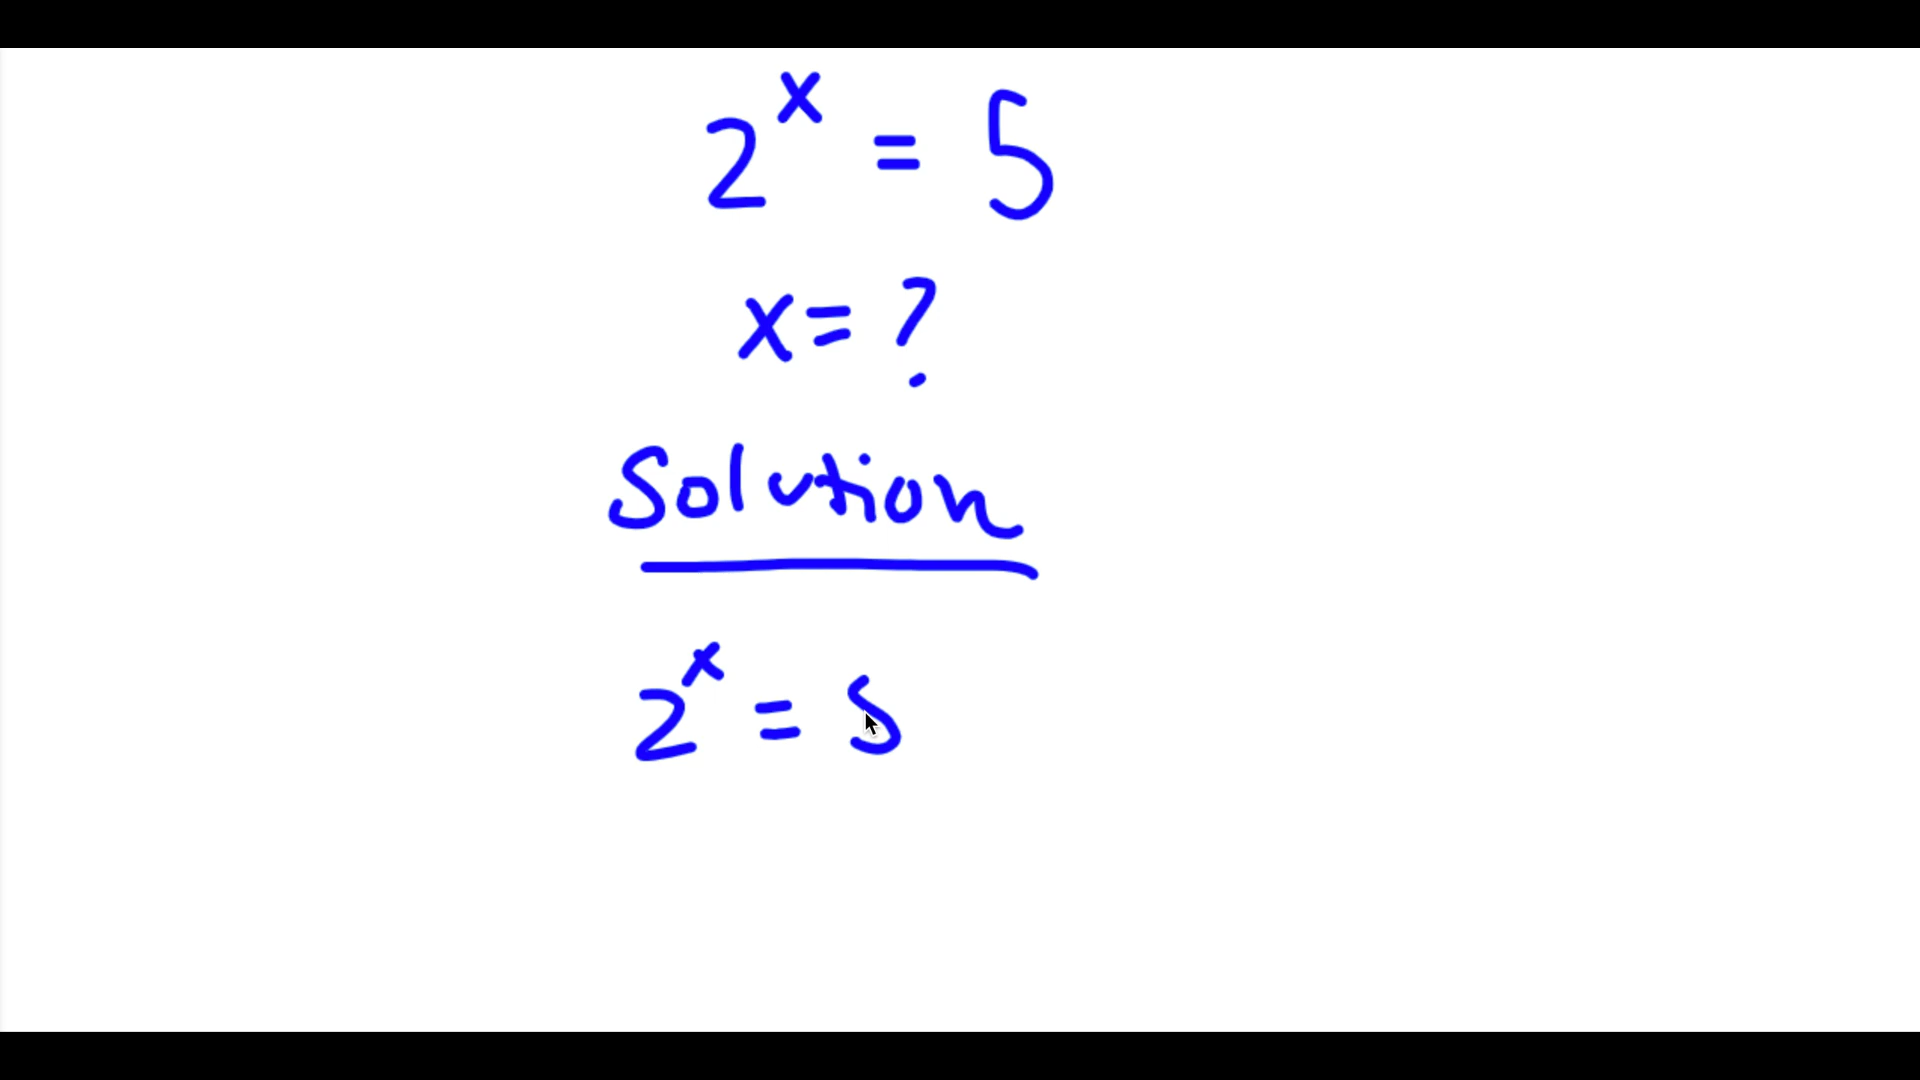 2^x = 5
x = ?
Solution
2^x = 5